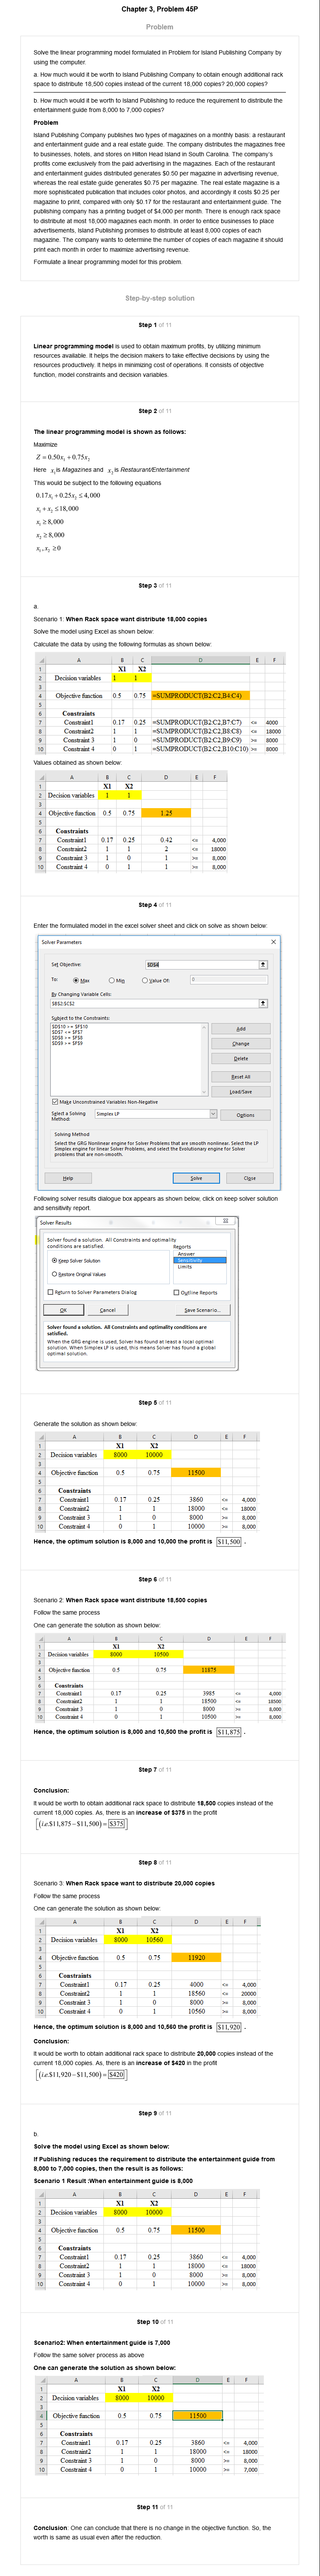 Chapter 3, Problem 45P
Problem
Solve the linear programming model formulated in Problem for Island Publishing Company by
using the computer.
a. How much would it be worth to Island Publishing Company to obtain enough additional rack
space to distribute 18,500 copies instead of the current 18,000 copies? 20,000 copies?
b. How much would it be worth to Island Publishing to reduce the requirement to distribute the
entertainment guide from 8,000 to 7,000 copies?
Problem
Island Publishing Company publishes two types of magazines on a monthly basis: a restaurant
and entertainment guide and a real estate guide. The company distributes the magazines free
to businesses, hotels, and stores on Hilton Head Island in South Carolina. The company's
profits come exclusively from the paid advertising in the magazines. Each of the restaurant
and entertainment guides distributed generates $0.50 per magazine in advertising revenue,
whereas the real estate guide generates $0.75 per magazine. The real estate magazine is a
more sophisticated publication that includes color photos, and accordingly it costs $0.25 per
magazine to print, compared with only $0.17 for the restaurant and entertainment guide. The
publishing company has a printing budget of $4,000 per month. There is enough rack space
to distribute at most 18,000 magazines each month. In order to entice businesses to place
advertisements, Island Publishing promises to distribute at least 8,000 copies of each
magazine. The company wants to determine the number of copies of each magazine it should
print each month in order to maximize advertising revenue.
Formulate a linear programming model for this problem.
Step-by-step solution
Step 1 of 11
Linear programming model is used to obtain maximum profits, by utilizing minimum
resources available. It helps the decision makers to take effective decisions by using the
resources productively. It helps in minimizing cost of operations. It consists of objective
function, model constraints and decision variables.
Step 2 of 11
The linear programming model is shown as follows:
Maximize
Z = 0.50x₁ + 0.75x₂
Here x₁ is Magazines and x₂ is Restaurant/Entertainment
This would be subject to the following equations
0.17x₁ + 0.25x₂ ≤ 4,000
x₁ + x₂ ≤ 18,000
x₁ ≥ 8,000
x₂ ≥ 8,000
x₁, x₂ ≥ 0
Step 3 of 11
a.
Scenario 1: When Rack space want distribute 18,000 copies
Solve the model using Excel as shown below:
Calculate the data by using the following formulas as shown below:
A B C D E F
1 X1 X2
2 Decision variables 1 1
3
4 Objective function 0.5 0.75 =SUMPRODUCT(B2:C2,B4:C4)
5
6 Constraints
7 Constraint1 0.17 0.25 =SUMPRODUCT(B2:C2,B7:C7) <= 4000
8 Constraint2 1 1 =SUMPRODUCT(B2:C2,B8:C8) <= 18000
9 Constraint 3 1 0 =SUMPRODUCT(B2:C2,B9:C9) >= 8000
10 Constraint 4 0 1 =SUMPRODUCT(B2:C2,B10:C10) >= 8000
Values obtained as shown below:
A B C D E F
1 X1 X2
2 Decision variables 1 1
3
4 Objective function 0.5 0.75 1.25
5
6 Constraints
7 Constraint1 0.17 0.25 0.42 <= 4,000
8 Constraint2 1 1 2 <= 18000
9 Constraint 3 1 0 1 >= 8,000
10 Constraint 4 0 1 1 >= 8,000
Step 4 of 11
Enter the formulated model in the excel solver sheet and click on solve as shown below:
Solver Parameters
Set Objective: $D$4
To: Max Min Value Of: 0
By Changing Variable Cells:
$B$2:$C$2
Subject to the Constraints:
$D$10 >= $F$10
$D$7 <= $F$7
$D$8 <= $F$8
$D$9 >= $F$9
Add
Change
Delete
Reset All
Load/Save
Make Unconstrained Variables Non-Negative
Select a Solving Method: Simplex LP Options
Solving Method
Select the GRG Nonlinear engine for Solver Problems that are smooth nonlinear. Select the LP
Simplex engine for linear Solver Problems, and select the Evolutionary engine for Solver
problems that are non-smooth.
Help Solve Close
Following solver results dialogue box appears as shown below, click on keep solver solution
and sensitivity report.
Solver Results
Solver found a solution. All Constraints and optimality
conditions are satisfied.
Reports
Answer
Sensitivity
Limits
Keep Solver Solution
Restore Original Values
Return to Solver Parameters Dialog Outline Reports
OK Cancel Save Scenario...
Solver found a solution. All Constraints and optimality conditions are
satisfied.
When the GRG engine is used, Solver has found at least a local optimal
solution. When Simplex LP is used, this means Solver has found a global
optimal solution.
Step 5 of 11
Generate the solution as shown below:
A B C D E F
1 X1 X2
2 Decision variables 8000 10000
3
4 Objective function 0.5 0.75 11500
5
6 Constraints
7 Constraint1 0.17 0.25 3860 <= 4,000
8 Constraint2 1 1 18000 <= 18000
9 Constraint 3 1 0 8000 >= 8,000
10 Constraint 4 0 1 10000 >= 8,000
Hence, the optimum solution is 8,000 and 10,000 the profit is $11,500 .
Step 6 of 11
Scenario 2: When Rack space want distribute 18,500 copies
Follow the same process
One can generate the solution as shown below:
A B C D E F
1 X1 X2
2 Decision variables 8000 10500
3
4 Objective function 0.5 0.75 11875
5
6 Constraints
7 Constraint1 0.17 0.25 3985 <= 4,000
8 Constraint2 1 1 18500 <= 18500
9 Constraint 3 1 0 8000 >= 8,000
10 Constraint 4 0 1 10500 >= 8,000
Hence, the optimum solution is 8,000 and 10,500 the profit is $11,875 .
Step 7 of 11
Conclusion:
It would be worth to obtain additional rack space to distribute 18,500 copies instead of the
current 18,000 copies. As, there is an increase of $375 in the profit
[(i.e.$11,875 – $11,500) = $375]
Step 8 of 11
Scenario 3: When Rack space want to distribute 20,000 copies
Follow the same process
One can generate the solution as shown below:
A B C D E F
1 X1 X2
2 Decision variables 8000 10560
3
4 Objective function 0.5 0.75 11920
5
6 Constraints
7 Constraint1 0.17 0.25 4000 <= 4,000
8 Constraint2 1 1 18560 <= 20000
9 Constraint 3 1 0 8000 >= 8,000
10 Constraint 4 0 1 10560 >= 8,000
Hence, the optimum solution is 8,000 and 10,560 the profit is $11,920 .
Conclusion:
It would be worth to obtain additional rack space to distribute 20,000 copies instead of the
current 18,000 copies. As, there is an increase of $420 in the profit
[(i.e.$11,920 – $11,500) = $420]
Step 9 of 11
b.
Solve the model using Excel as shown below:
If Publishing reduces the requirement to distribute the entertainment guide from
8,000 to 7,000 copies, then the result is as follows:
Scenario 1 Result :When entertainment guide is 8,000
A B C D E F
1 X1 X2
2 Decision variables 8000 10000
3
4 Objective function 0.5 0.75 11500
5
6 Constraints
7 Constraint1 0.17 0.25 3860 <= 4,000
8 Constraint2 1 1 18000 <= 18000
9 Constraint 3 1 0 8000 >= 8,000
10 Constraint 4 0 1 10000 >= 8,000
Step 10 of 11
Scenario2: When entertainment guide is 7,000
Follow the same solver process as above
One can generate the solution as shown below:
A B C D E F
1 X1 X2
2 Decision variables 8000 10000
3
4 Objective function 0.5 0.75 11500
5
6 Constraints
7 Constraint1 0.17 0.25 3860 <= 4,000
8 Constraint2 1 1 18000 <= 18000
9 Constraint 3 1 0 8000 >= 8,000
10 Constraint 4 0 1 10000 >= 7,000
Step 11 of 11
Conclusion: One can conclude that there is no change in the objective function. So, the
worth is same as usual even after the reduction.